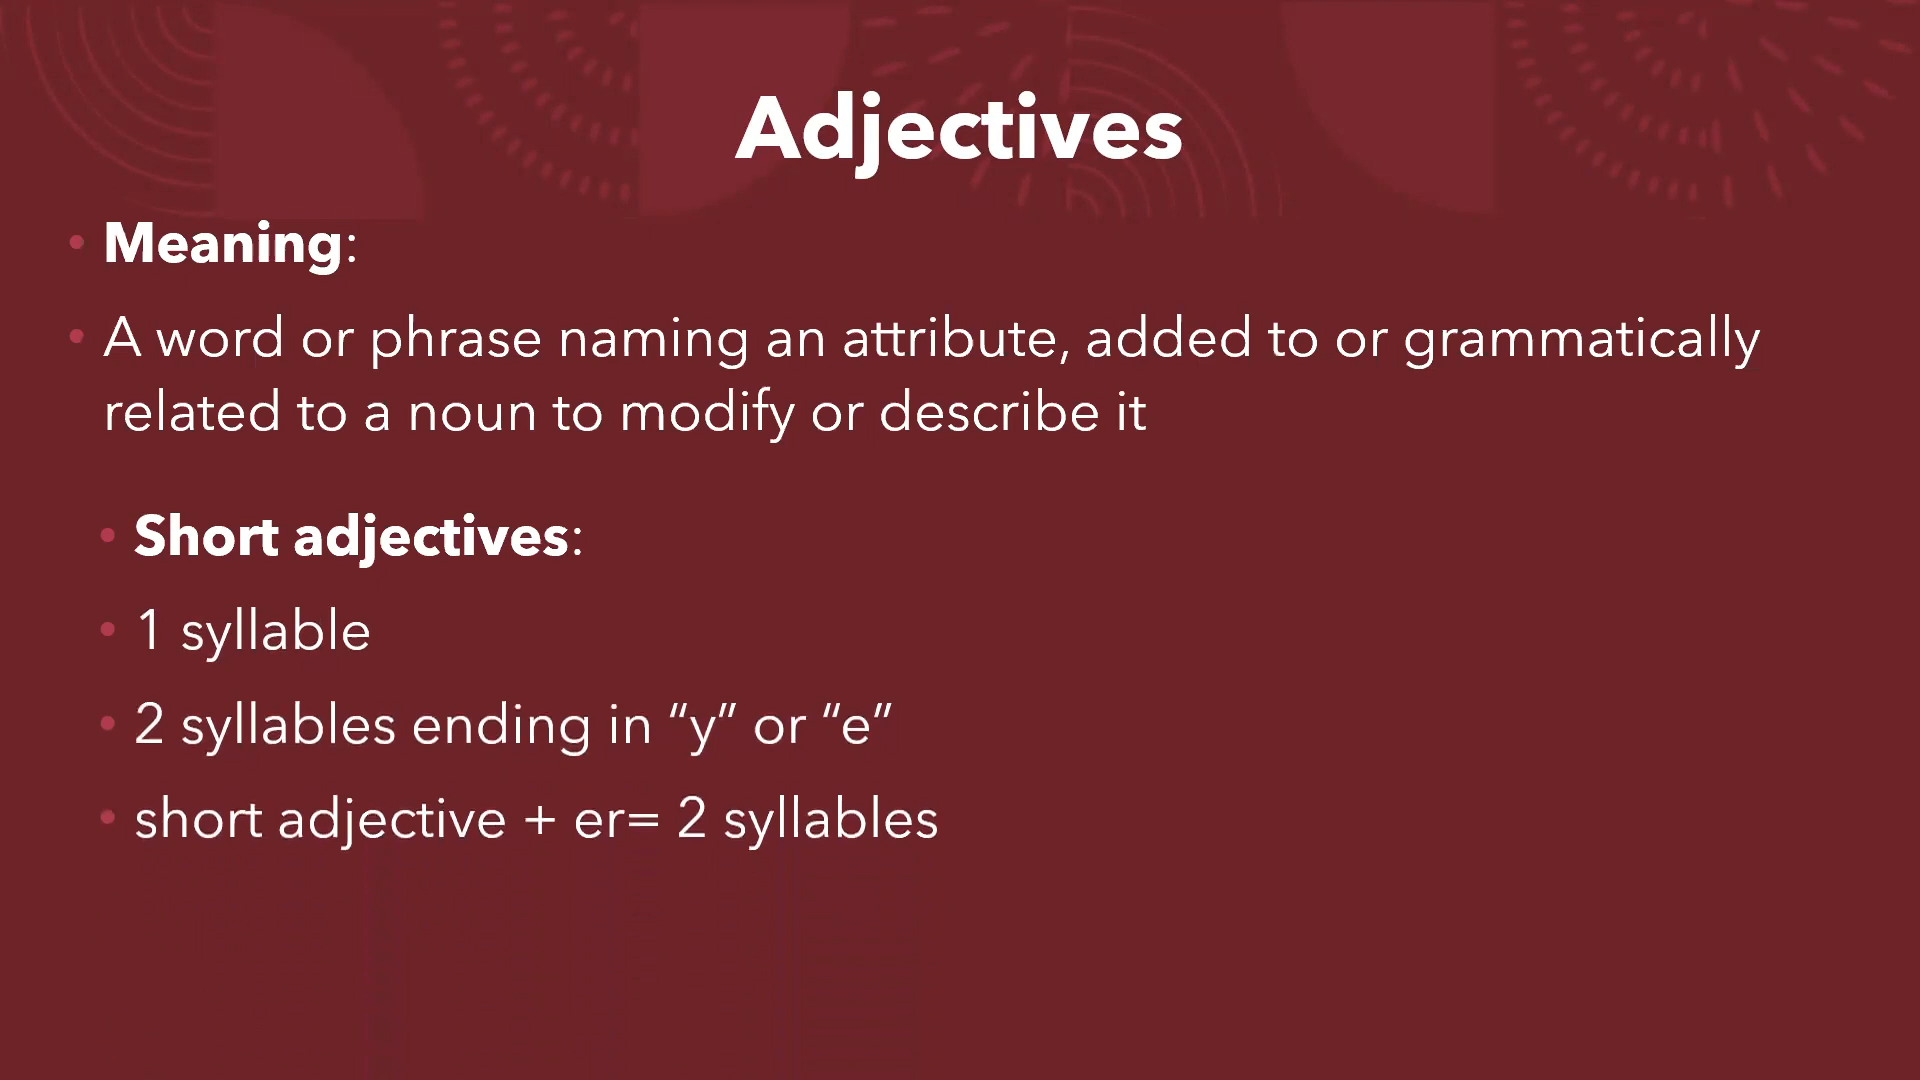 Adjectives
• Meaning:
• A word or phrase naming an attribute, added to or grammatically
related to a noun to modify or describe it
• Short adjectives:
• 1 syllable
• 2 syllables ending in “y” or “e”
• short adjective + er= 2 syllables